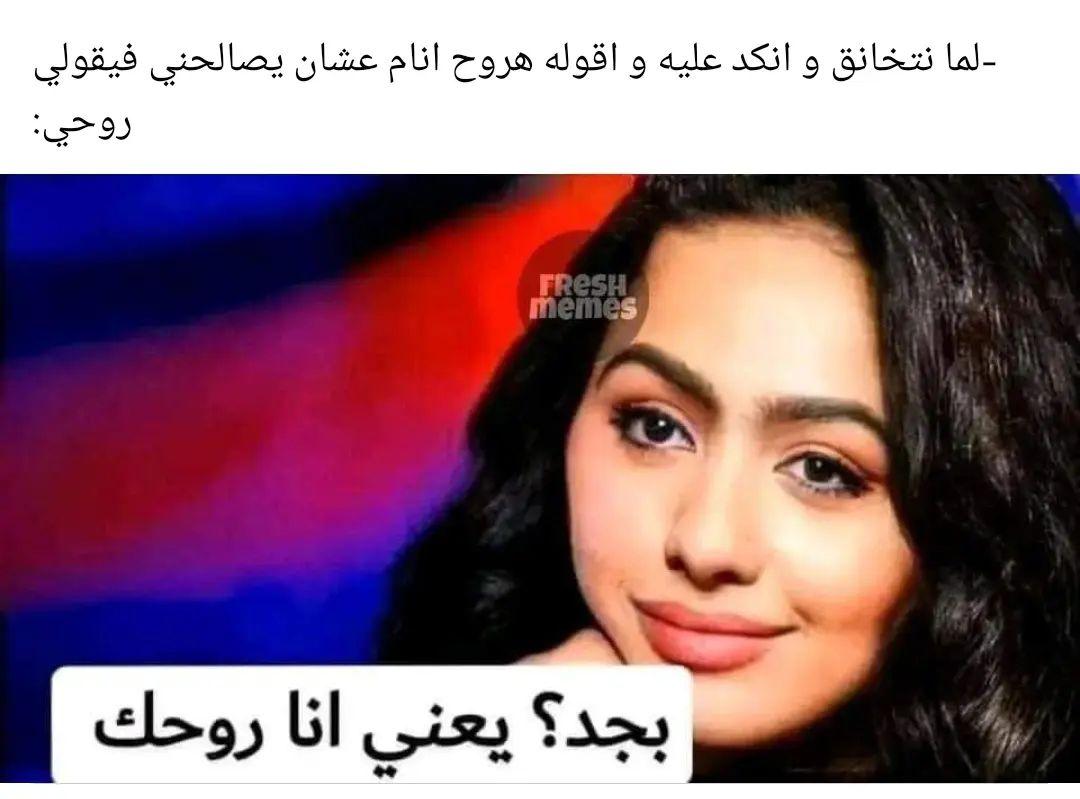 -لما نتخانق و انكد عليه و اقوله هروح انام عشان يصالحني فيقولي
روحي:
FRESH
memes
بجد؟ يعني انا روحك